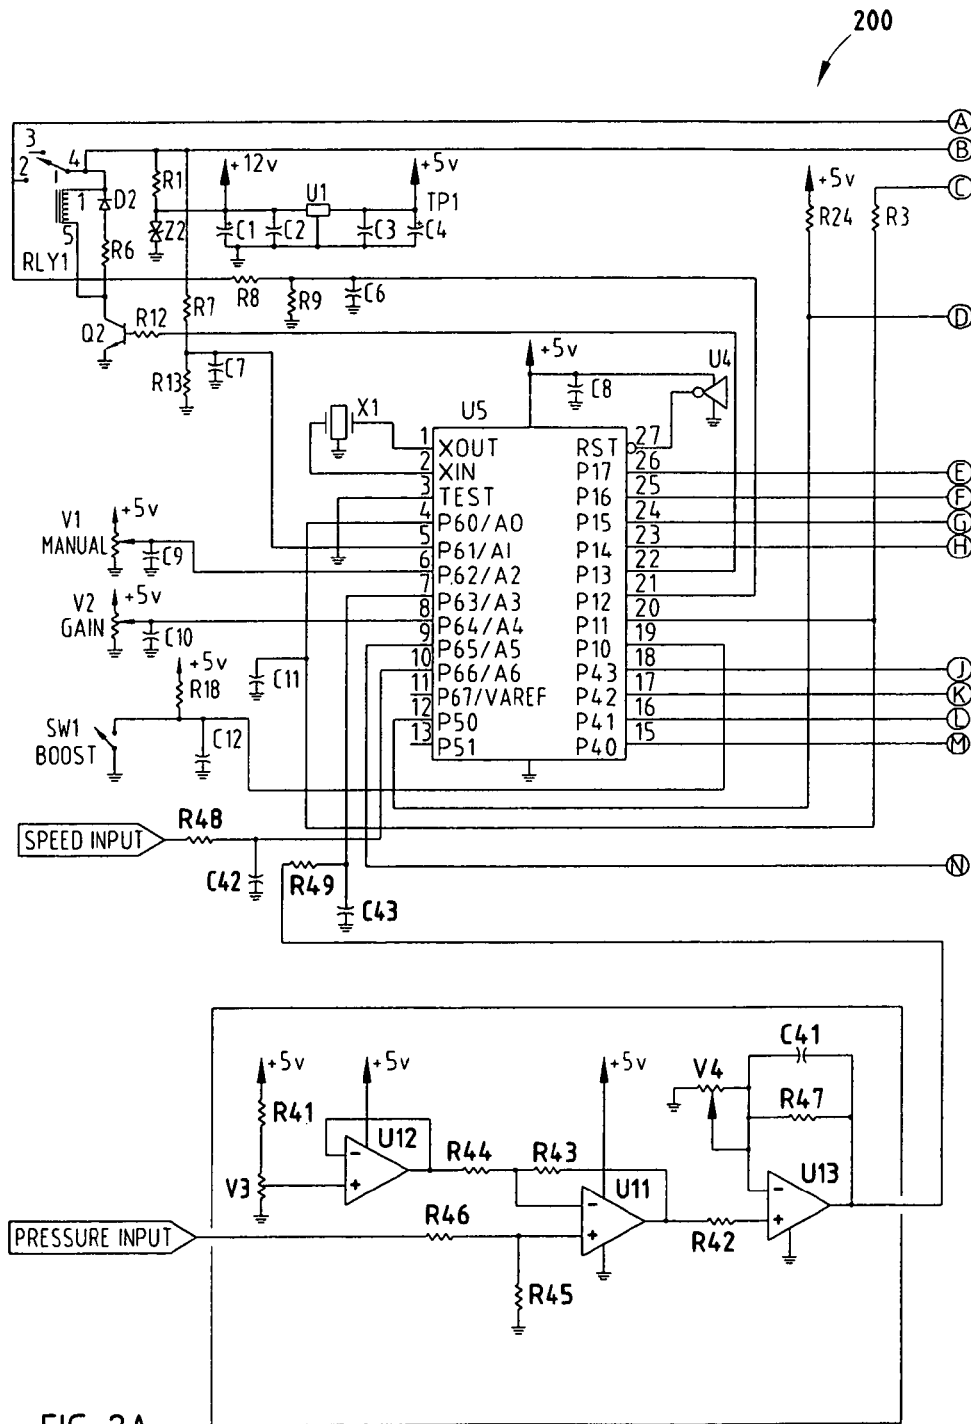 200
A
3
B
4
2
+12v
+5v
R1
U1
+5v
C
1
D2
TP1
R24
R3
Z2
C1
C2
C3
C4
5
R6
RLY1
R8
R9
C6
R7
D
Q2
R12
+5v
U4
C7
R13
C8
X1
U5
1
XOUT
RST
27
2
XIN
P17
26
E
3
TEST
P16
25
F
4
P60/A0
P15
24
G
5
P61/A1
P14
23
H
6
P62/A2
P13
22
7
P63/A3
P12
21
8
P64/A4
P11
20
9
P65/A5
P10
19
10
P66/A6
P43
18
J
11
P67/VAREF
P42
17
K
12
P50
P41
16
L
13
P51
P40
15
M
+5v
V1
MANUAL
C9
V2
+5v
GAIN
C10
+5v
R18
C11
SW1
BOOST
C12
SPEED INPUT
R48
C42
R49
C43
N
C41
+5v
+5v
+5v
V4
R41
R47
U12
R44
R43
U13
V3
U11
R46
PRESSURE INPUT
R42
R45
FIG. 2A